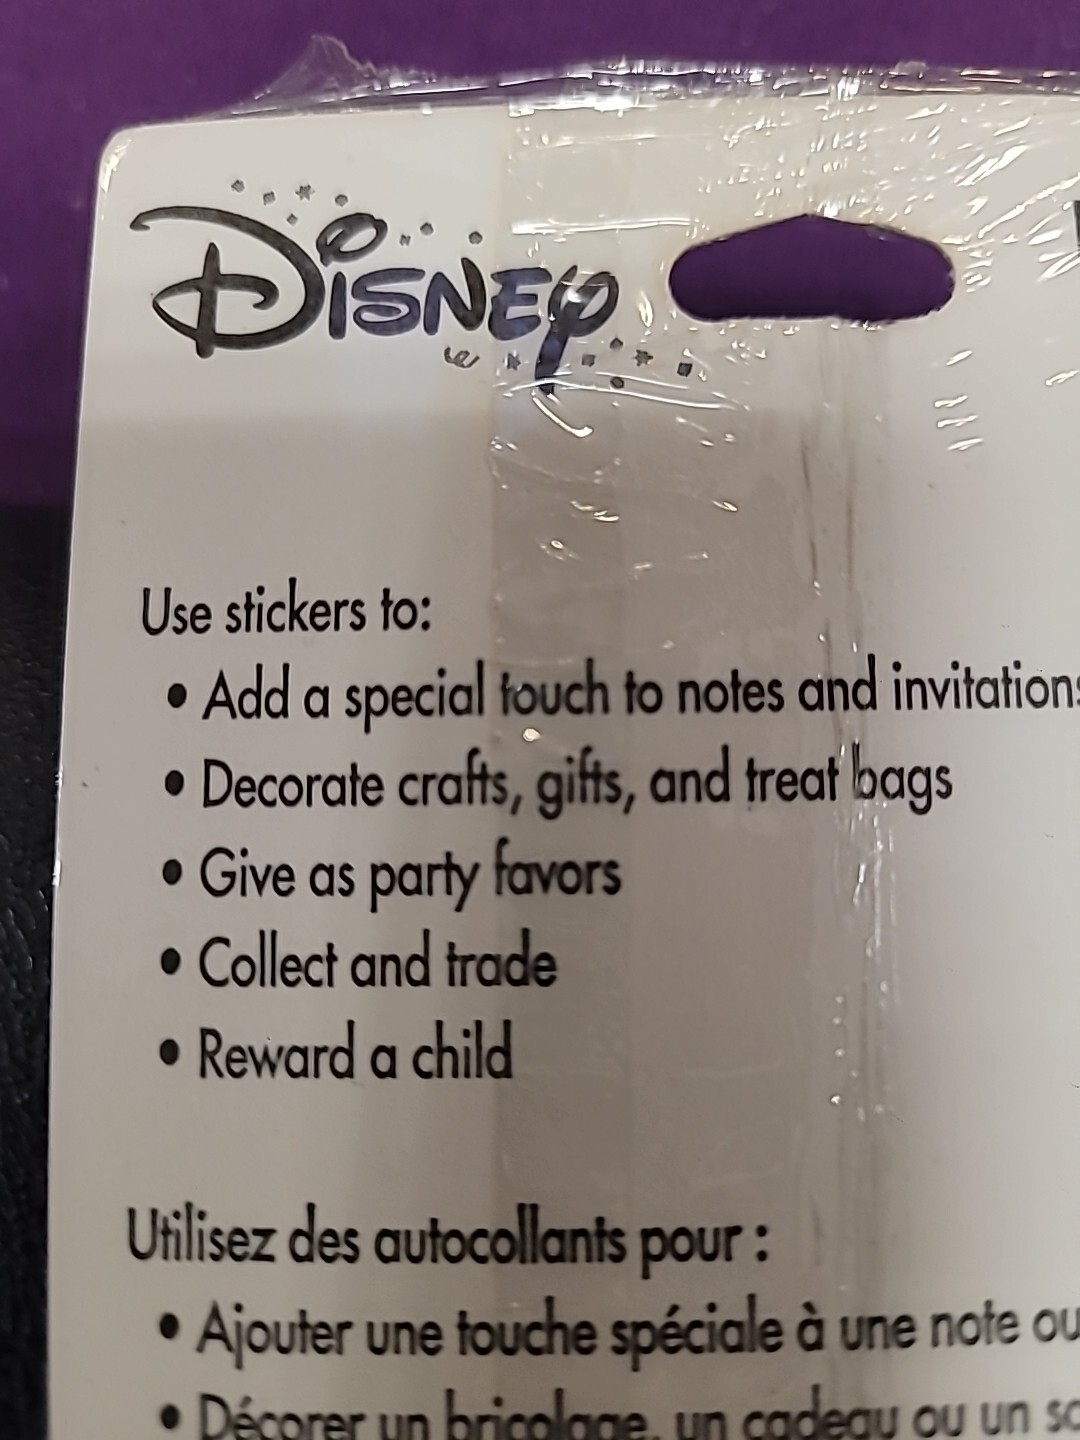 Disney
Use stickers to:
• Add a special touch to notes and invitations
• Decorate crafts, gifts, and treat bags
• Give as party favors
• Collect and trade
• Reward a child
Utilisez des autocollants pour :
• Ajouter une touche spéciale à une note ou
• Décorer un bricolage, un cadeau ou un